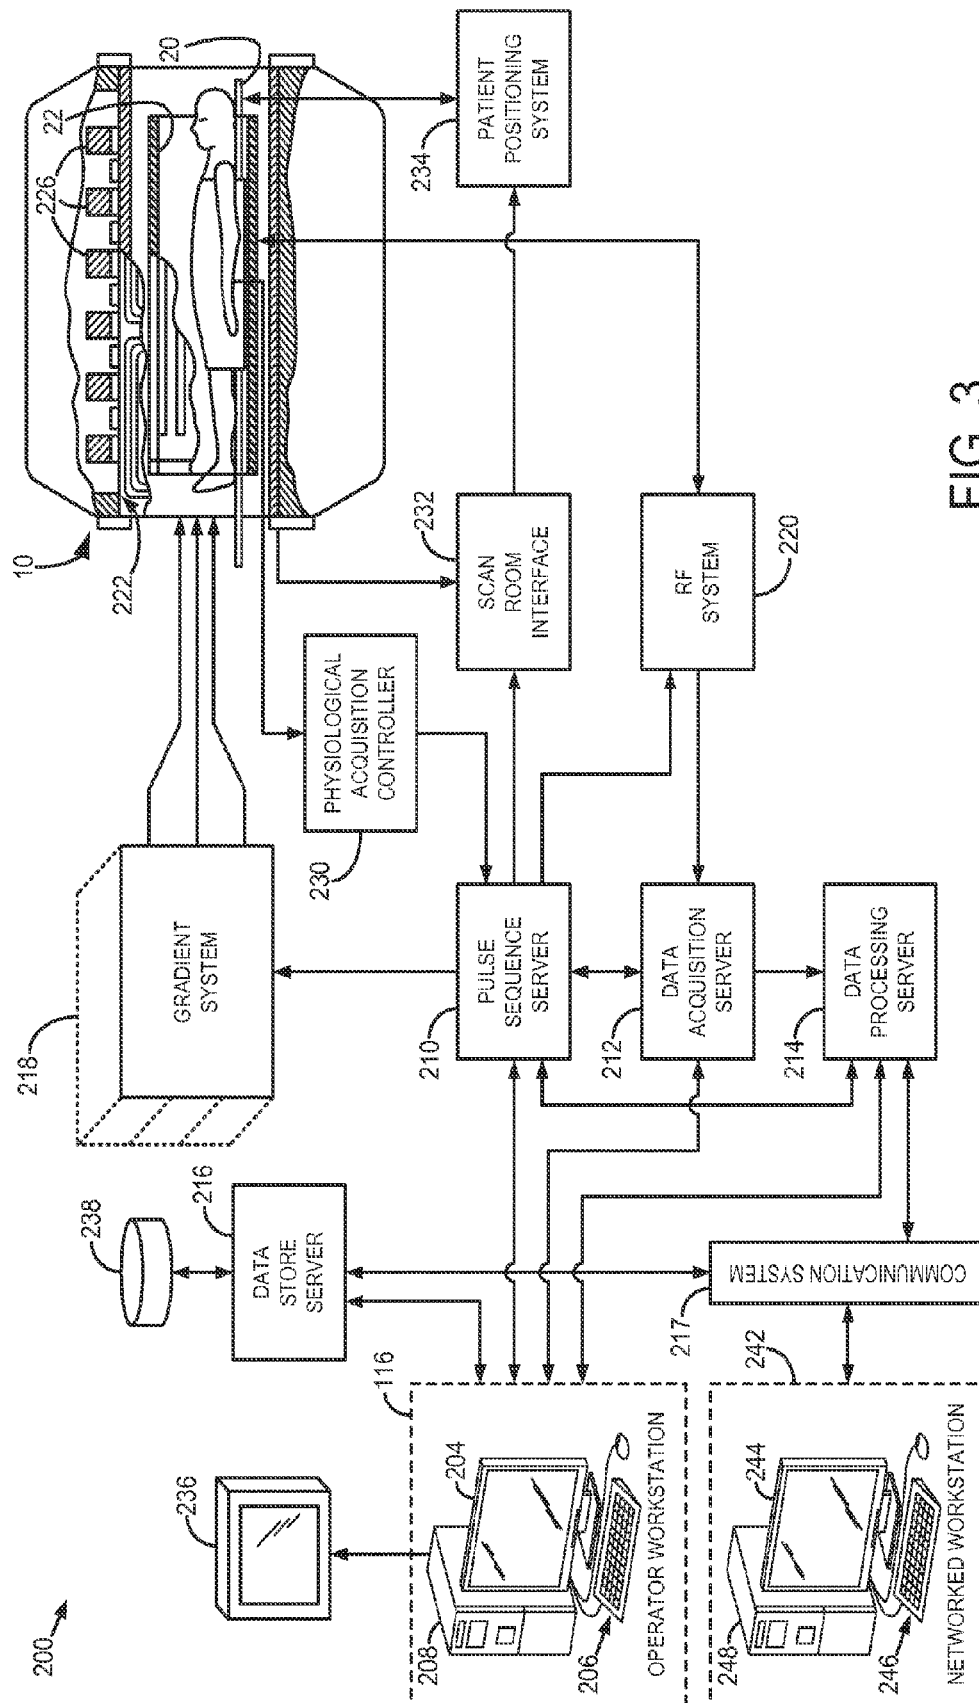 200
236
238
216
DATA
STORE
SERVER
218
GRADIENT
SYSTEM
10
222
226
22
20
230
PHYSIOLOGICAL
ACQUISITION
CONTROLLER
116
208
204
206
OPERATOR WORKSTATION
210
PULSE
SEQUENCE
SERVER
232
SCAN
ROOM
INTERFACE
234
PATIENT
POSITIONING
SYSTEM
212
DATA
ACQUISITION
SERVER
RF
SYSTEM
220
217
COMMUNICATION SYSTEM
214
DATA
PROCESSING
SERVER
242
248
244
246
NETWORKED WORKSTATION
FIG. 3